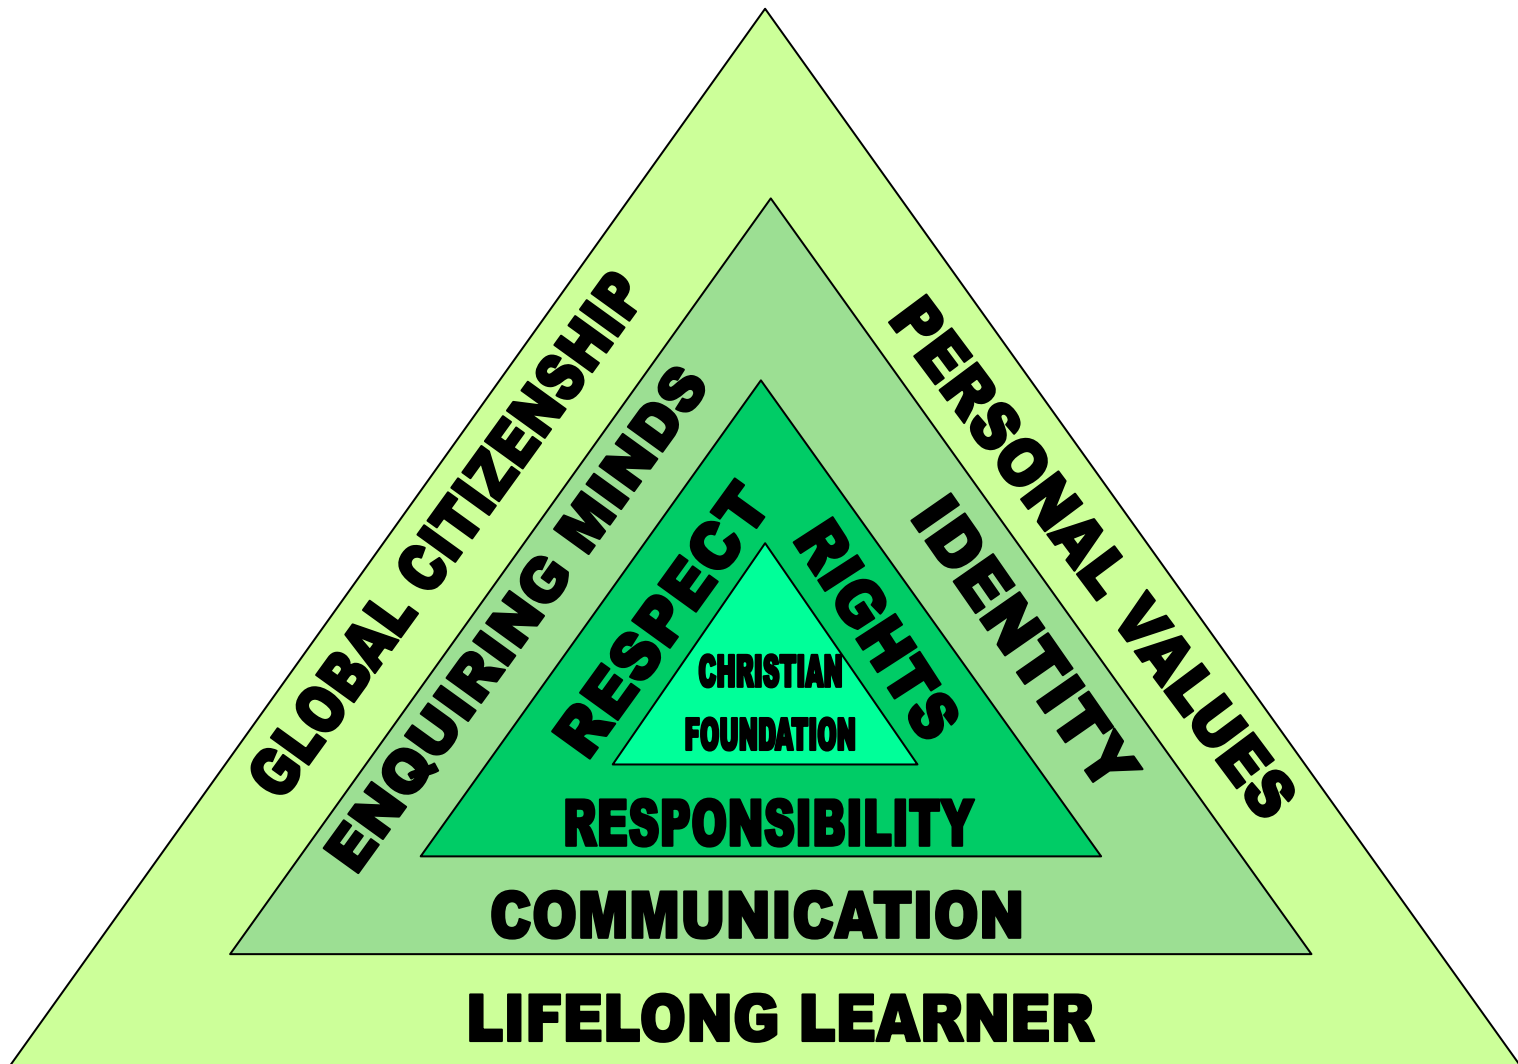 GLOBAL CITIZENSHIP
PERSONAL VALUES
ENQUIRING MINDS
IDENTITY
RESPECT
RIGHTS
CHRISTIAN
FOUNDATION
RESPONSIBILITY
COMMUNICATION
LIFELONG LEARNER